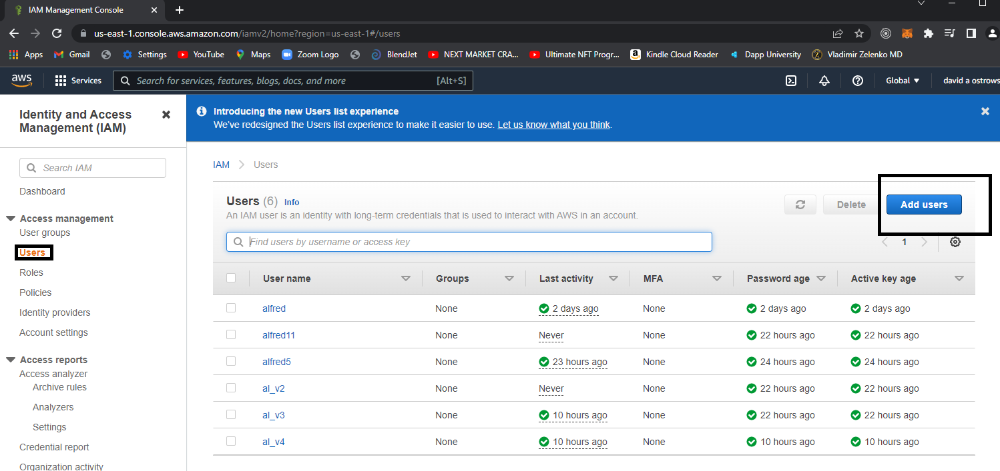 IAM Management Console
us-east-1.console.aws.amazon.com/iamv2/home?region=us-east-1#/users
Apps Gmail Settings YouTube Maps Zoom Logo BlendJet NEXT MARKET CRA... Ultimate NFT Progr... Kindle Cloud Reader Dapp University Vladimir Zelenko MD
aws Services Search for services, features, blogs, docs, and more [Alt+S] Global david a ostrows
Identity and Access
Management (IAM)
Search IAM
Dashboard
Access management
User groups
Users
Roles
Policies
Identity providers
Account settings
Access reports
Access analyzer
Archive rules
Analyzers
Settings
Credential report
Organization activity
Introducing the new Users list experience
We've redesigned the Users list experience to make it easier to use. Let us know what you think.
IAM Users
Users (6) Info
An IAM user is an identity with long-term credentials that is used to interact with AWS in an account.
Delete Add users
Find users by username or access key
1
User name Groups Last activity MFA Password age Active key age
alfred None 2 days ago None 2 days ago 2 days ago
alfred11 None Never None 22 hours ago 22 hours ago
alfred5 None 23 hours ago None 24 hours ago 24 hours ago
al_v2 None Never None 22 hours ago 22 hours ago
al_v3 None 10 hours ago None 22 hours ago 22 hours ago
al_v4 None 10 hours ago None 10 hours ago 10 hours ago